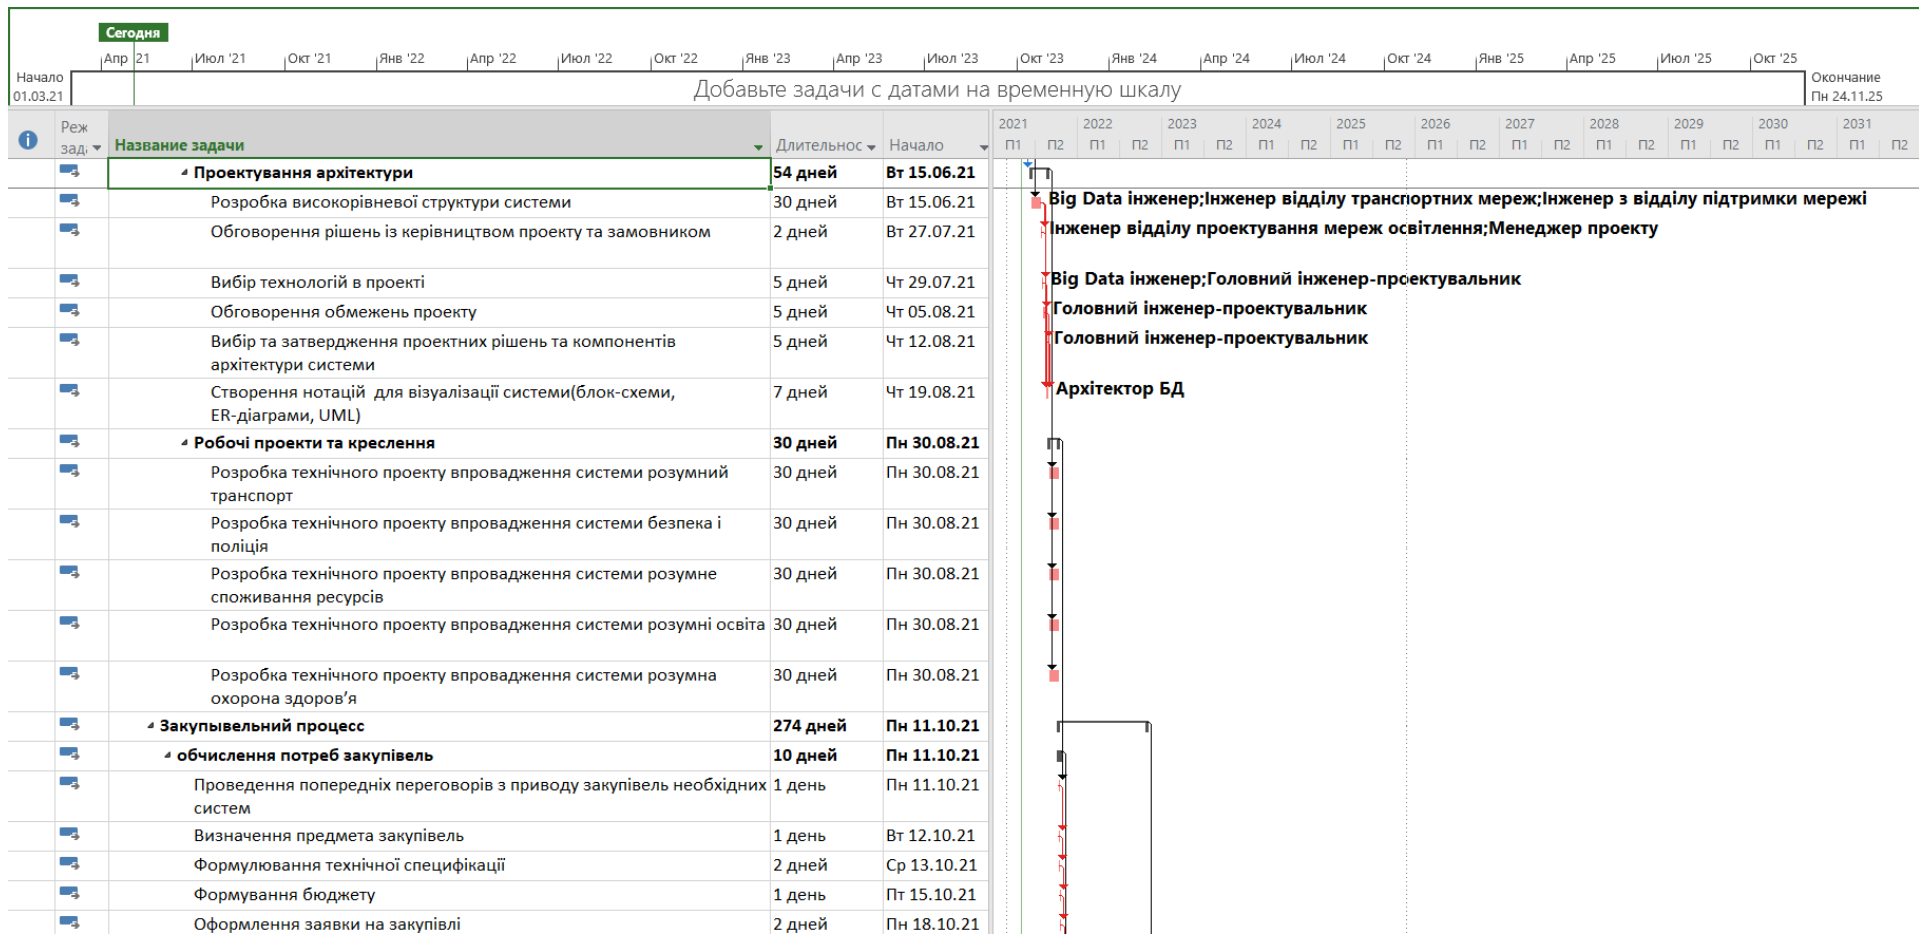 Сегодня
Апр '21 Июл '21 Окт '21 Янв '22 Апр '22 Июл '22 Окт '22 Янв '23 Апр '23 Июл '23 Окт '23 Янв '24 Апр '24 Июл '24 Окт '24 Янв '25 Апр '25 Июл '25 Окт '25
Начало
01.03.21
Добавьте задачи с датами на временную шкалу
Окончание
Пн 24.11.25
Реж
зада Название задачи Длительнос Начало
2021 2022 2023 2024 2025 2026 2027 2028 2029 2030 2031
П1 П2 П1 П2 П1 П2 П1 П2 П1 П2 П1 П2 П1 П2 П1 П2 П1 П2 П1 П2 П1 П2
Проектування архітектури 54 дней Вт 15.06.21
Розробка високорівневої структури системи 30 дней Вт 15.06.21 Big Data інженер;Інженер відділу транспортних мереж;Інженер з відділу підтримки мережі
Обговорення рішень із керівництвом проекту та замовником 2 дней Вт 27.07.21 Інженер відділу проектування мереж освітлення;Менеджер проекту
Вибір технологій в проекті 5 дней Чт 29.07.21 Big Data інженер;Головний інженер-проектувальник
Обговорення обмежень проекту 5 дней Чт 05.08.21 Головний інженер-проектувальник
Вибір та затвердження проектних рішень та компонентів 5 дней Чт 12.08.21 Головний інженер-проектувальник
архітектури системи
Створення нотацій для візуалізації системи(блок-схеми, 7 дней Чт 19.08.21 Архітектор БД
ER-діаграми, UML)
Робочі проекти та креслення 30 дней Пн 30.08.21
Розробка технічного проекту впровадження системи розумний 30 дней Пн 30.08.21
транспорт
Розробка технічного проекту впровадження системи безпека і 30 дней Пн 30.08.21
поліція
Розробка технічного проекту впровадження системи розумне 30 дней Пн 30.08.21
споживання ресурсів
Розробка технічного проекту впровадження системи розумні освіта 30 дней Пн 30.08.21
Розробка технічного проекту впровадження системи розумна 30 дней Пн 30.08.21
охорона здоров’я
Закупывельний процесс 274 дней Пн 11.10.21
обчислення потреб закупівель 10 дней Пн 11.10.21
Проведення попередніх переговорів з приводу закупівель необхідних 1 день Пн 11.10.21
систем
Визначення предмета закупівель 1 день Вт 12.10.21
Формулювання технічної специфікації 2 дней Ср 13.10.21
Формування бюджету 1 день Пт 15.10.21
Оформлення заявки на закупівлі 2 дней Пн 18.10.21